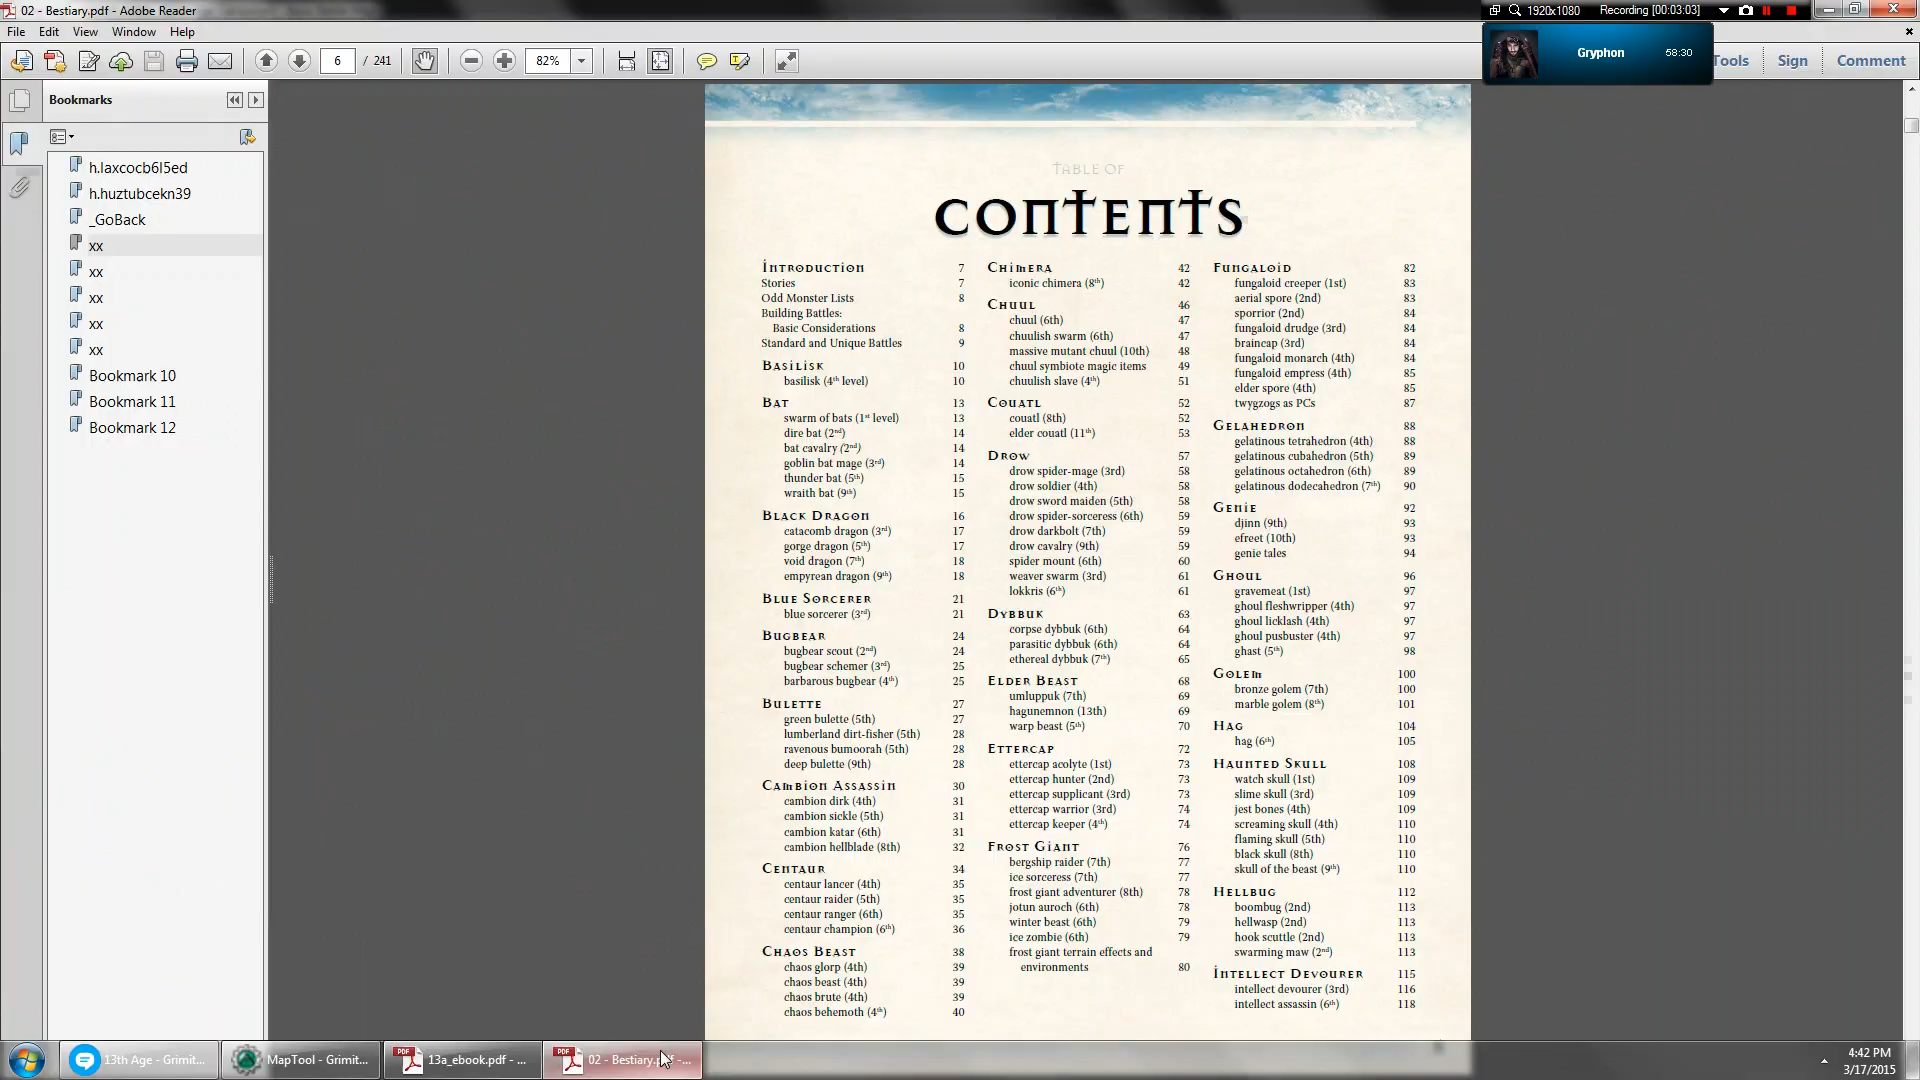 02 - Bestiary.pdf - Adobe Reader
1920x1080
Recording [00:03:03]
File Edit View Window Help
Gryphon
58:30
6 / 241
82%
Tools
Sign
Comment
Bookmarks
h.laxcocb6l5ed
h.huztubcekn39
_GoBack
xx
xx
xx
xx
xx
Bookmark 10
Bookmark 11
Bookmark 12
TABLE OF
CONTENTS
INTRODUCTION 7
Stories 7
Odd Monster Lists 8
Building Battles:
Basic Considerations 8
Standard and Unique Battles 9
BASILISK 10
basilisk (4th level) 10
BAT 13
swarm of bats (1st level) 13
dire bat (2nd) 14
bat cavalry (2nd) 14
goblin bat mage (3rd) 14
thunder bat (5th) 15
wraith bat (9th) 15
BLACK DRAGON 16
catacomb dragon (3rd) 17
gorge dragon (5th) 17
void dragon (7th) 18
empyrean dragon (9th) 18
BLUE SORCERER 21
blue sorcerer (3rd) 21
BUGBEAR 24
bugbear scout (2nd) 24
bugbear schemer (3rd) 25
barbarous bugbear (4th) 25
BULETTE 27
green bulette (5th) 27
lumberland dirt-fisher (5th) 28
ravenous bumoorah (5th) 28
deep bulette (9th) 28
CAMBION ASSASSIN 30
cambion dirk (4th) 31
cambion sickle (5th) 31
cambion katar (6th) 31
cambion hellblade (8th) 32
CENTAUR 34
centaur lancer (4th) 35
centaur raider (5th) 35
centaur ranger (6th) 35
centaur champion (6th) 36
CHAOS BEAST 38
chaos glorp (4th) 39
chaos beast (4th) 39
chaos brute (4th) 39
chaos behemoth (4th) 40
CHIMERA 42
iconic chimera (8th) 42
CHUUL 46
chuul (6th) 47
chuulish swarm (6th) 47
massive mutant chuul (10th) 48
chuul symbiote magic items 49
chuulish slave (4th) 51
COUATL 52
couatl (8th) 52
elder couatl (11th) 53
DROW 57
drow spider-mage (3rd) 58
drow soldier (4th) 58
drow sword maiden (5th) 58
drow spider-sorceress (6th) 59
drow darkbolt (7th) 59
drow cavalry (9th) 59
spider mount (6th) 60
weaver swarm (3rd) 61
lokkris (6th) 61
DYBBUK 63
corpse dybbuk (6th) 64
parasitic dybbuk (6th) 64
ethereal dybbuk (7th) 65
ELDER BEAST 68
umluppuk (7th) 69
hagunemnon (13th) 69
warp beast (5th) 70
ETTERCAP 72
ettercap acolyte (1st) 73
ettercap hunter (2nd) 73
ettercap supplicant (3rd) 73
ettercap warrior (3rd) 74
ettercap keeper (4th) 74
FROST GIANT 76
bergship raider (7th) 77
ice sorceress (7th) 77
frost giant adventurer (8th) 78
jotun auroch (6th) 78
winter beast (6th) 79
ice zombie (6th) 79
frost giant terrain effects and
environments 80
FUNGALOID 82
fungaloid creeper (1st) 83
aerial spore (2nd) 83
sporrior (2nd) 84
fungaloid drudge (3rd) 84
braincap (3rd) 84
fungaloid monarch (4th) 84
fungaloid empress (4th) 85
elder spore (4th) 85
twygzogs as PCs 87
GELAHEDRON 88
gelatinous tetrahedron (4th) 88
gelatinous cubahedron (5th) 89
gelatinous octahedron (6th) 89
gelatinous dodecahedron (7th) 90
GENIE 92
djinn (9th) 93
efreet (10th) 93
genie tales 94
GHOUL 96
gravemeat (1st) 97
ghoul fleshwripper (4th) 97
ghoul licklash (4th) 97
ghoul pusbuster (4th) 97
ghast (5th) 98
GOLEM 100
bronze golem (7th) 100
marble golem (8th) 101
HAG 104
hag (6th) 105
HAUNTED SKULL 108
watch skull (1st) 109
slime skull (3rd) 109
jest bones (4th) 109
screaming skull (4th) 110
flaming skull (5th) 110
black skull (8th) 110
skull of the beast (9th) 110
HELLBUG 112
boombug (2nd) 113
hellwasp (2nd) 113
hook scuttle (2nd) 113
swarming maw (2nd) 113
INTELLECT DEVOURER 115
intellect devourer (3rd) 116
intellect assassin (6th) 118
13th Age - Grimit...
MapTool - Grimit...
13a_ebook.pdf - ...
02 - Bestiary.pdf -...
4:42 PM
3/17/2015